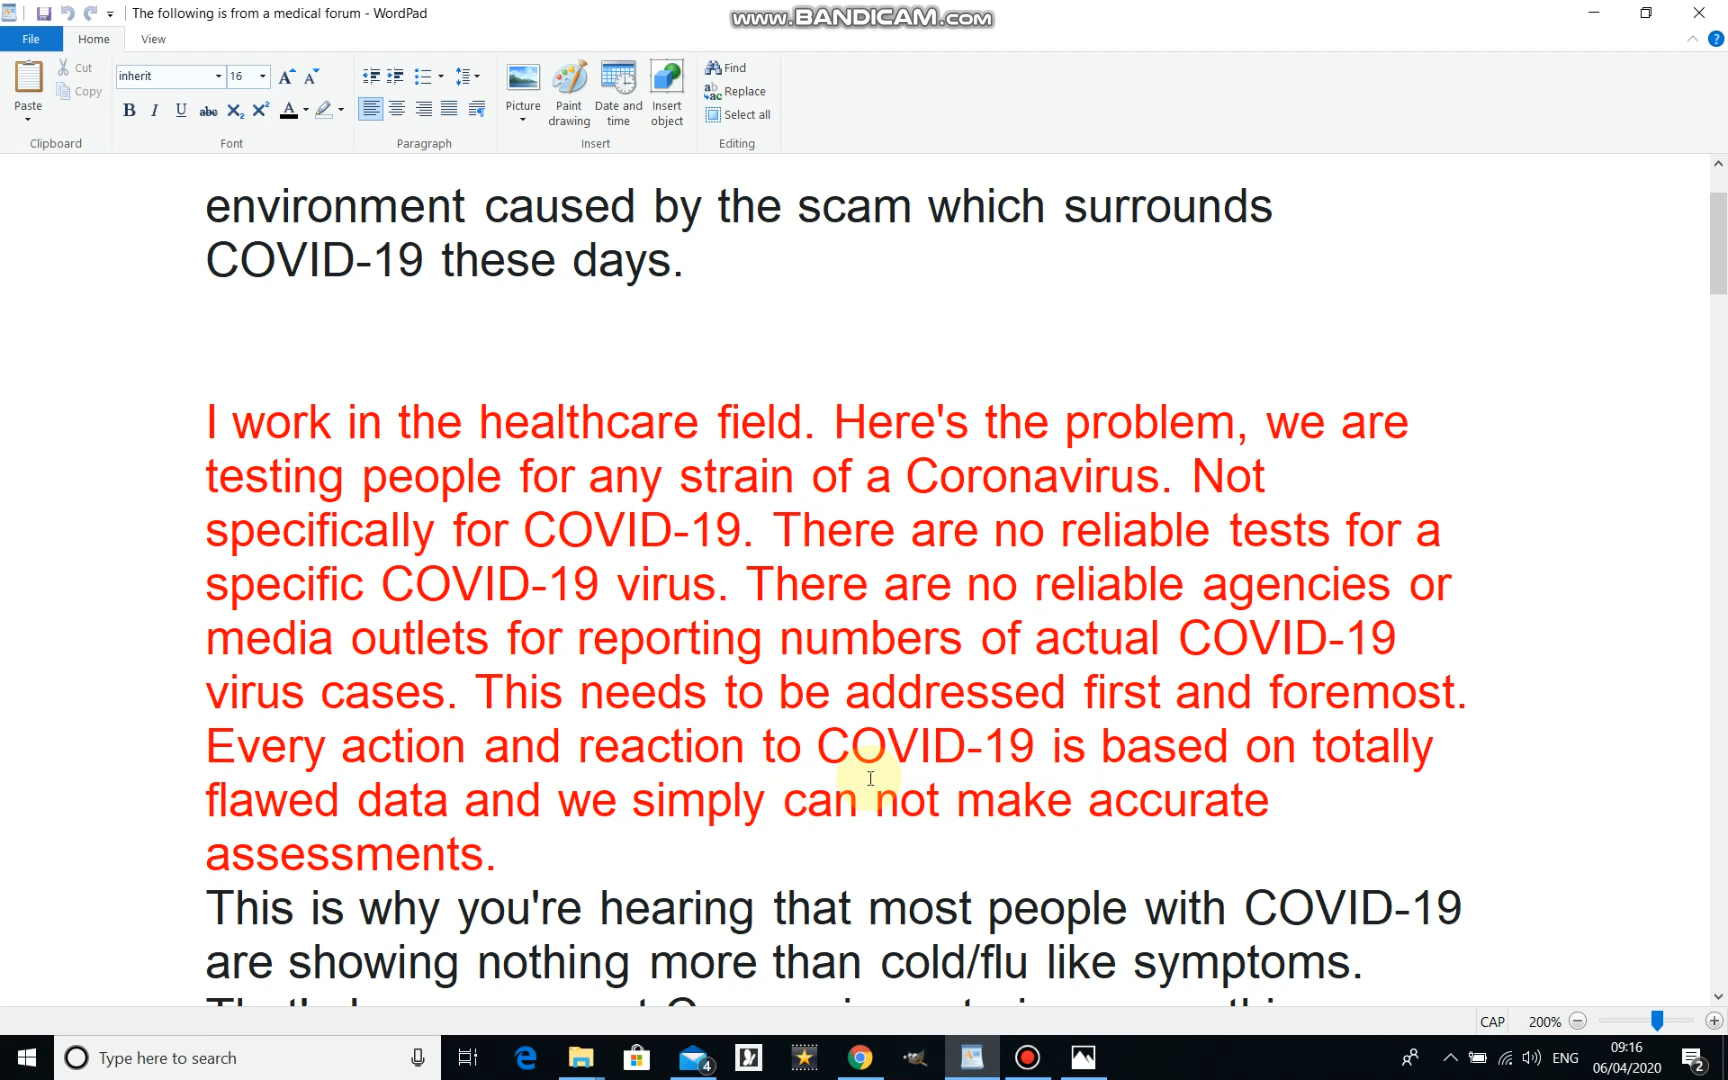 The following is from a medical forum - WordPad
www.BANDICAM.com
File Home View
Paste
Cut
Copy
Clipboard
inherit 16
B I U abc X2 X2 A
Font
Paragraph
Picture
Paint drawing
Date and time
Insert object
Insert
Find
Replace
Select all
Editing
environment caused by the scam which surrounds
COVID-19 these days.
I work in the healthcare field. Here's the problem, we are
testing people for any strain of a Coronavirus. Not
specifically for COVID-19. There are no reliable tests for a
specific COVID-19 virus. There are no reliable agencies or
media outlets for reporting numbers of actual COVID-19
virus cases. This needs to be addressed first and foremost.
Every action and reaction to COVID-19 is based on totally
flawed data and we simply can not make accurate
assessments.
This is why you're hearing that most people with COVID-19
are showing nothing more than cold/flu like symptoms.
CAP 200%
Type here to search
4
ENG
09:16
06/04/2020
2